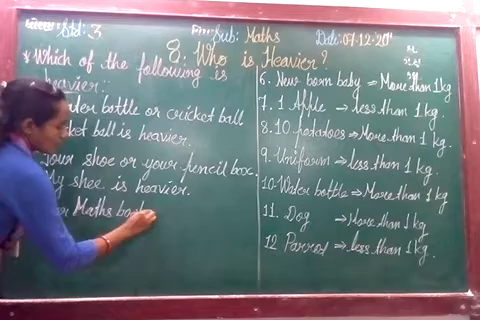 Std: 3
Sub: Maths
Date: 07-12-20
8. Who is Heavier?
* Which of the following is
heavier::
bottle or cricket ball
ball is heavier.
your shoe or your pencil box.
My shoe is heavier.
Maths
6. New born baby ⇒ More than 1 kg
7. 1 Apple → less than 1 kg.
8. 10 potatoes ⇒ More than 1 kg.
9. Uniform ⇒ less than 1 kg.
10. Water bottle ⇒ More than 1 kg
11. Dog → More than 1 kg
12 Parrot ⇒ less than 1 kg.